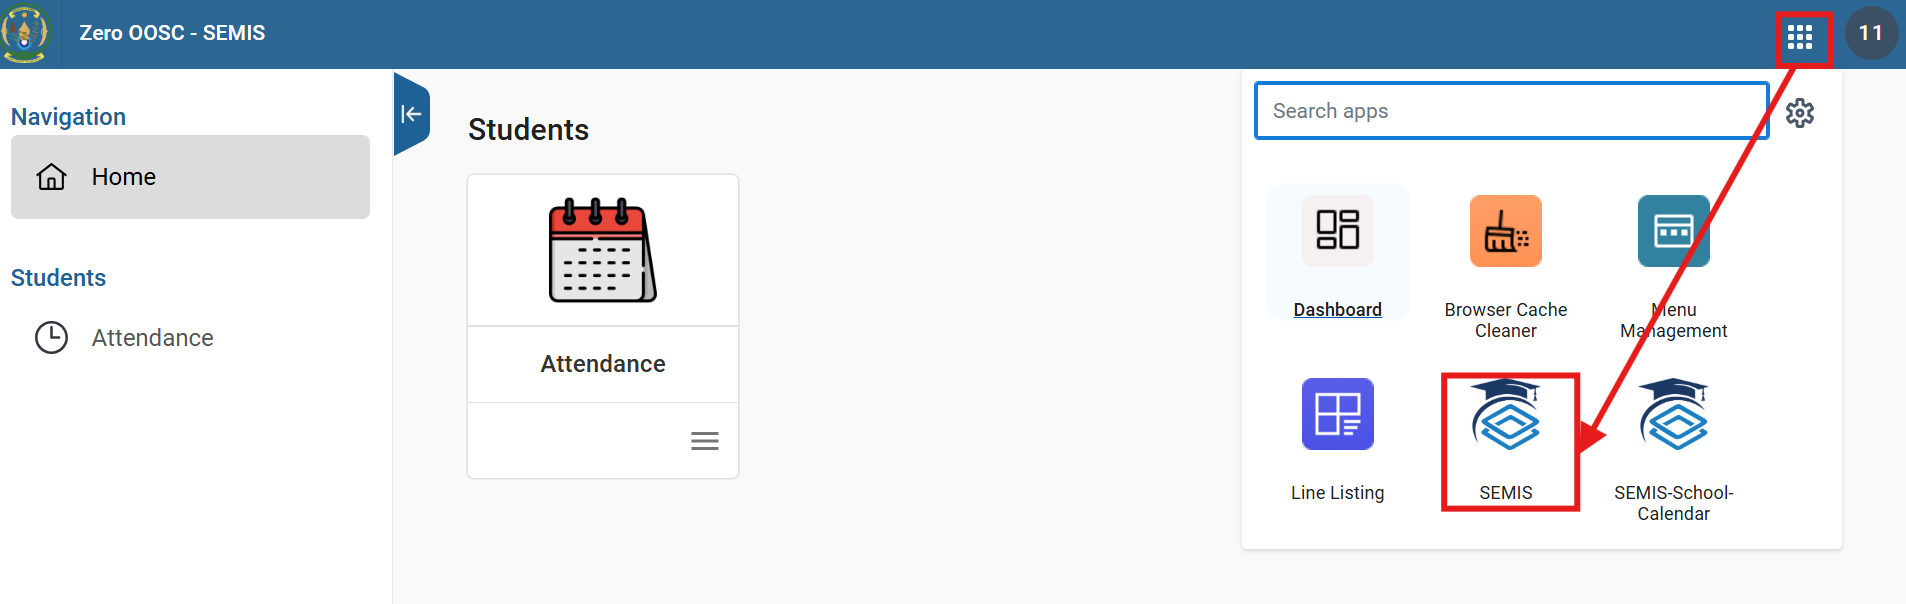 Zero OOSC - SEMIS
11
Navigation
Home
Students
Attendance
Students
Attendance
Search apps
Dashboard
Browser Cache
Cleaner
Menu
Management
Line Listing
SEMIS
SEMIS-School-
Calendar